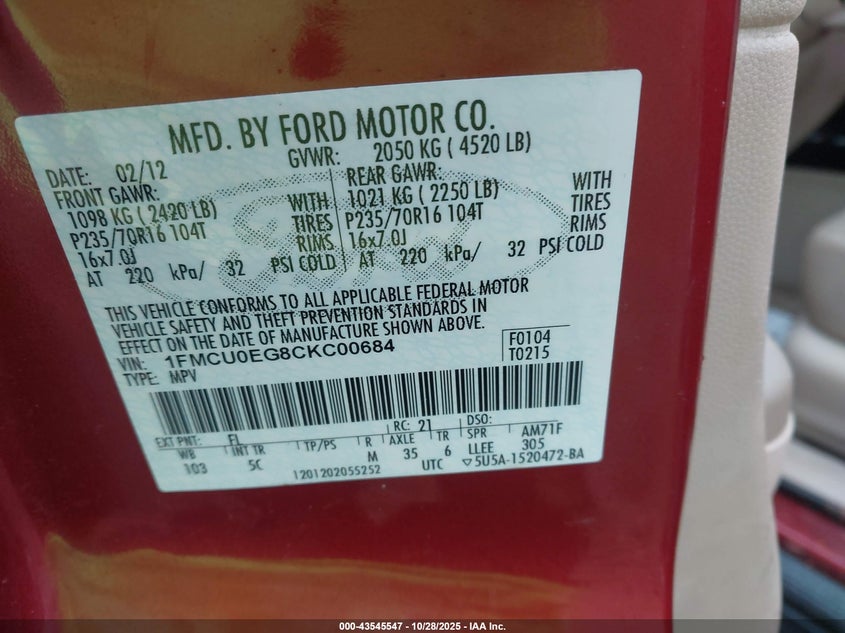 MFD. BY FORD MOTOR CO.
DATE: 02/12 GVWR: 2050 KG ( 4520 LB)
FRONT GAWR: REAR GAWR:
1098 KG ( 2420 LB) WITH 1021 KG ( 2250 LB) WITH
P235/70R16 104T TIRES P235/70R16 104T TIRES
16x7.0J RIMS 16x7.0J RIMS
AT 220 kPa/ 32 PSI COLD AT 220 kPa/ 32 PSI COLD
THIS VEHICLE CONFORMS TO ALL APPLICABLE FEDERAL MOTOR
VEHICLE SAFETY AND THEFT PREVENTION STANDARDS IN
EFFECT ON THE DATE OF MANUFACTURE SHOWN ABOVE.
VIN: 1FMCU0EG8CKC00684 F0104
TYPE: MPV T0215
EXT PNT: FL RC: 21 DSO:
WB INT TR TP/PS R AXLE TR SPR AM71F
103 5C M 35 6 LLEE 305
1201202055252 UTC ▽5U5A-1520472-BA
Ford
000-43545547 - 10/28/2025 - IAA Inc.